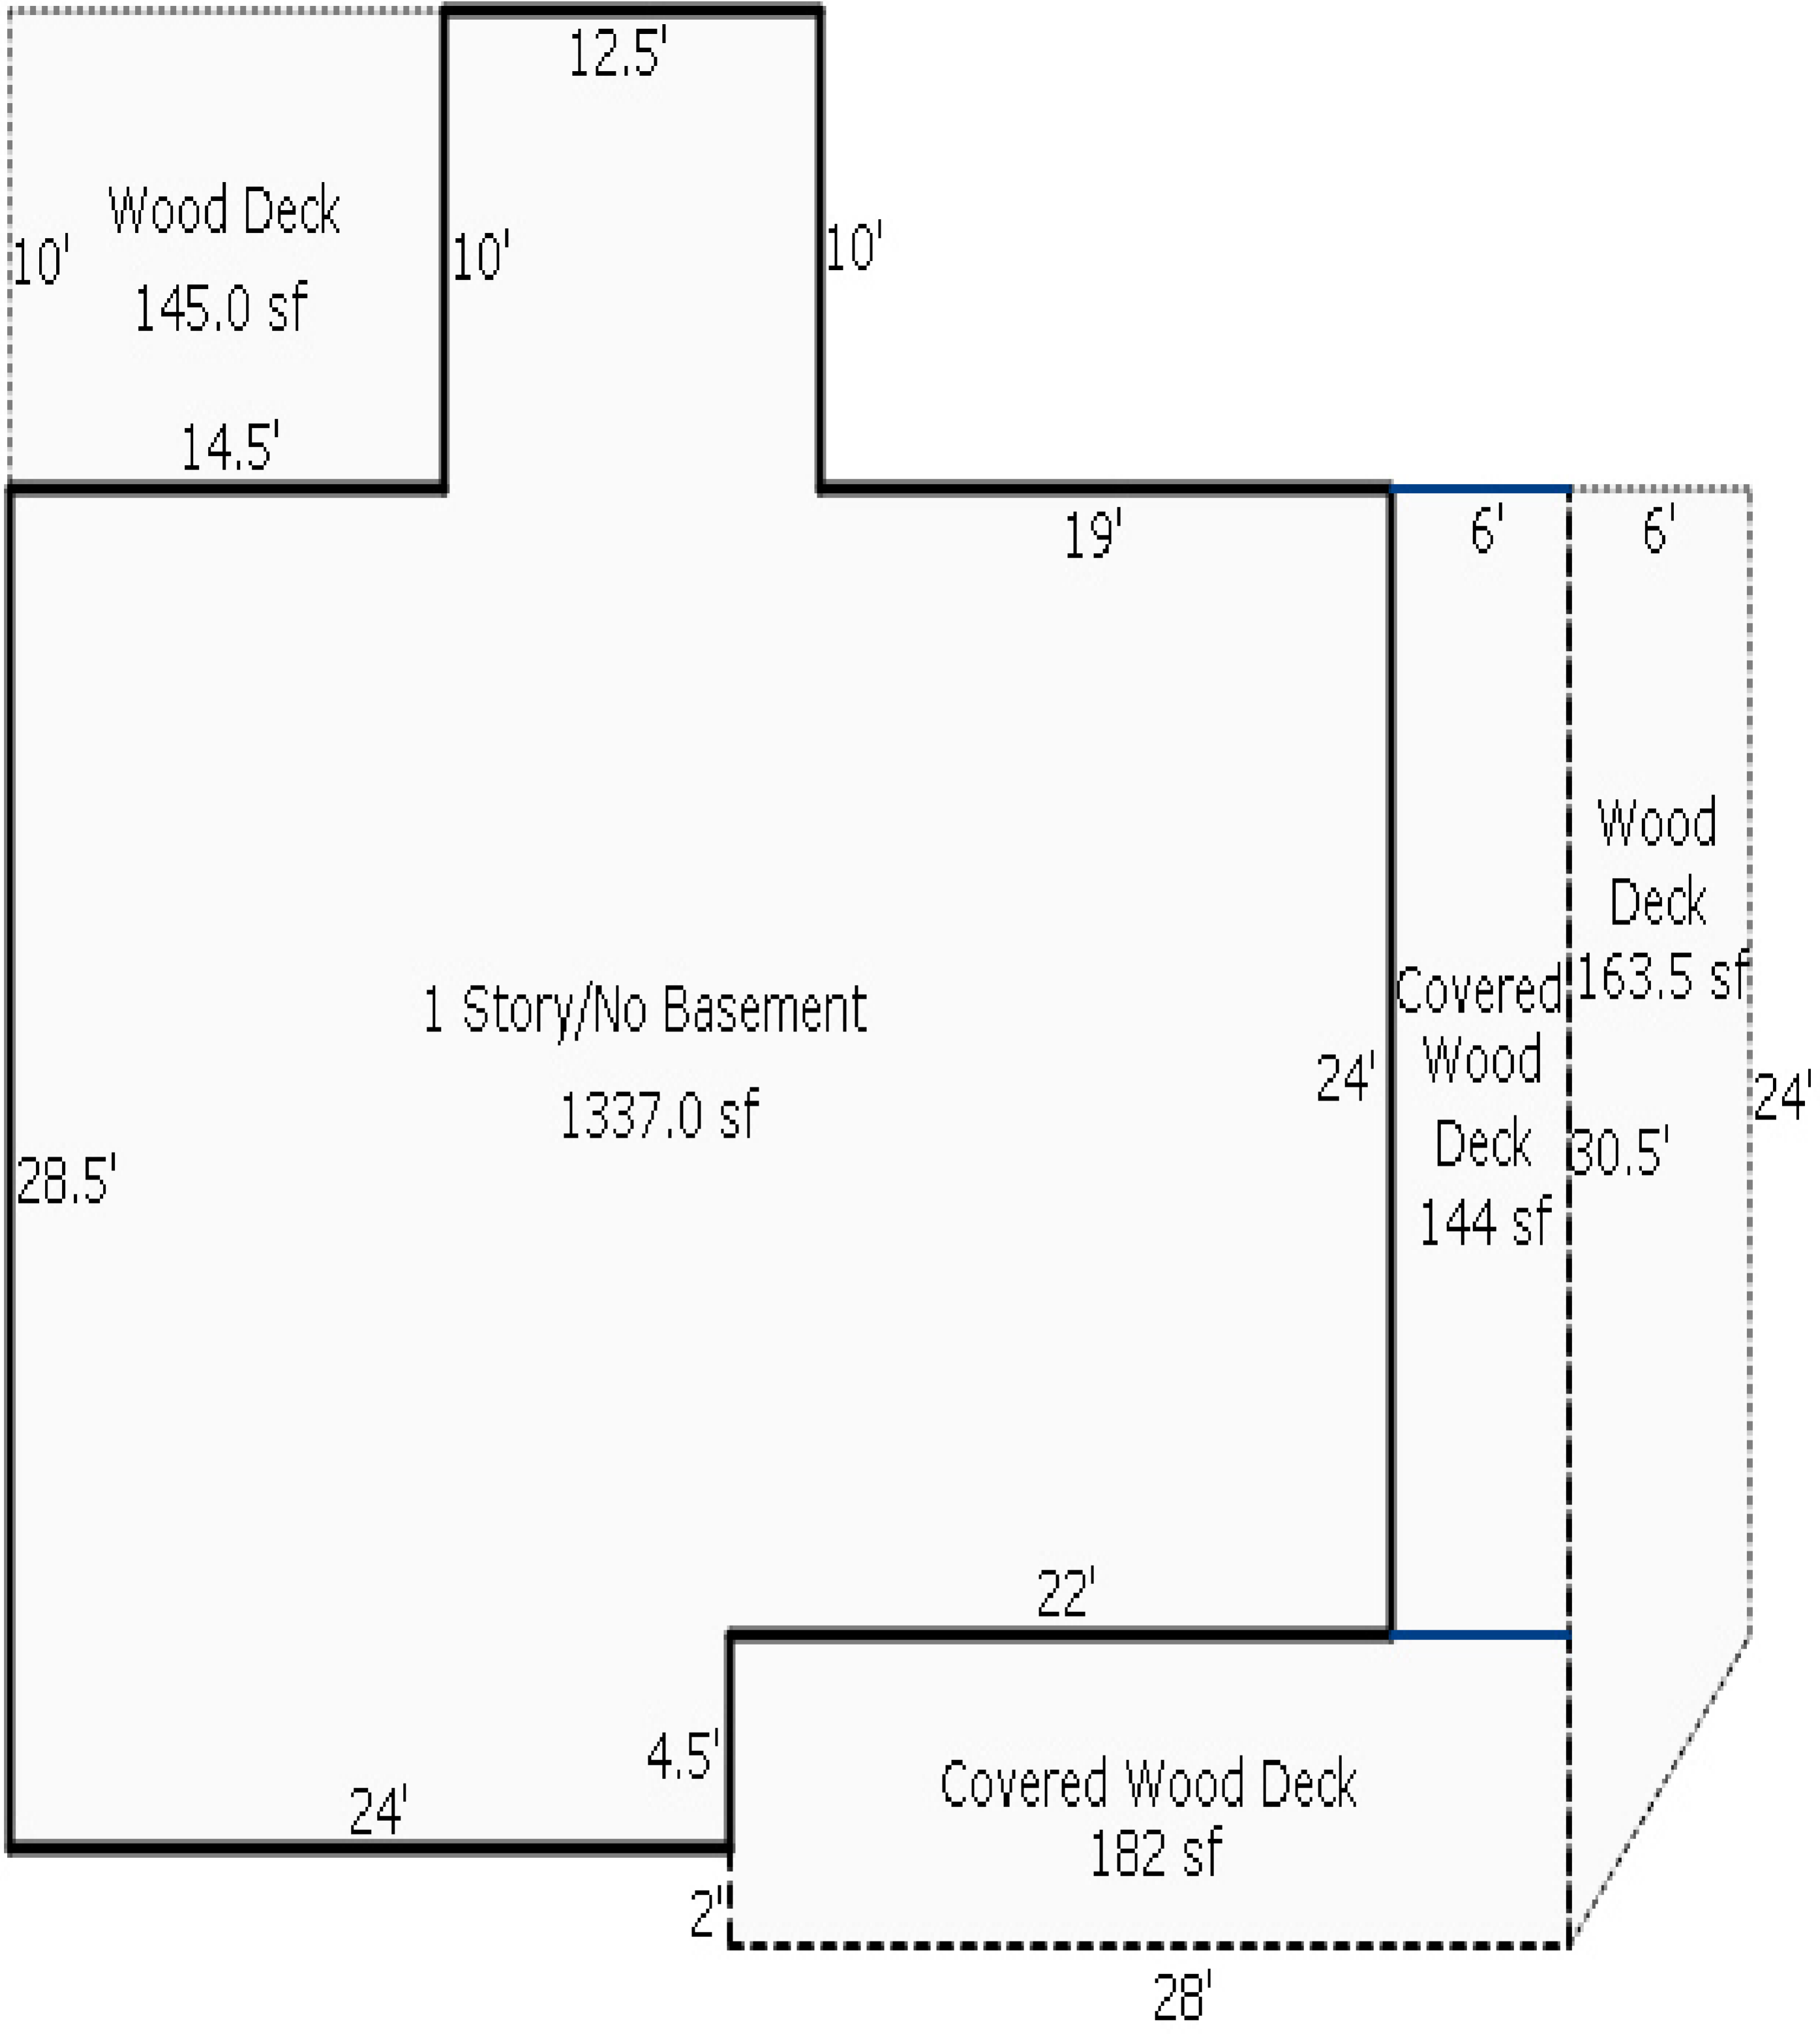 12.5'
Wood Deck
10'
10'
10'
145.0 sf
14.5'
19'
6'
6'
Wood
Deck
163.5 sf
Covered
Wood
Deck
144 sf
1 Story/No Basement
1337.0 sf
24'
24'
30.5'
28.5'
22'
4.5'
Covered Wood Deck
182 sf
24'
2'
28'